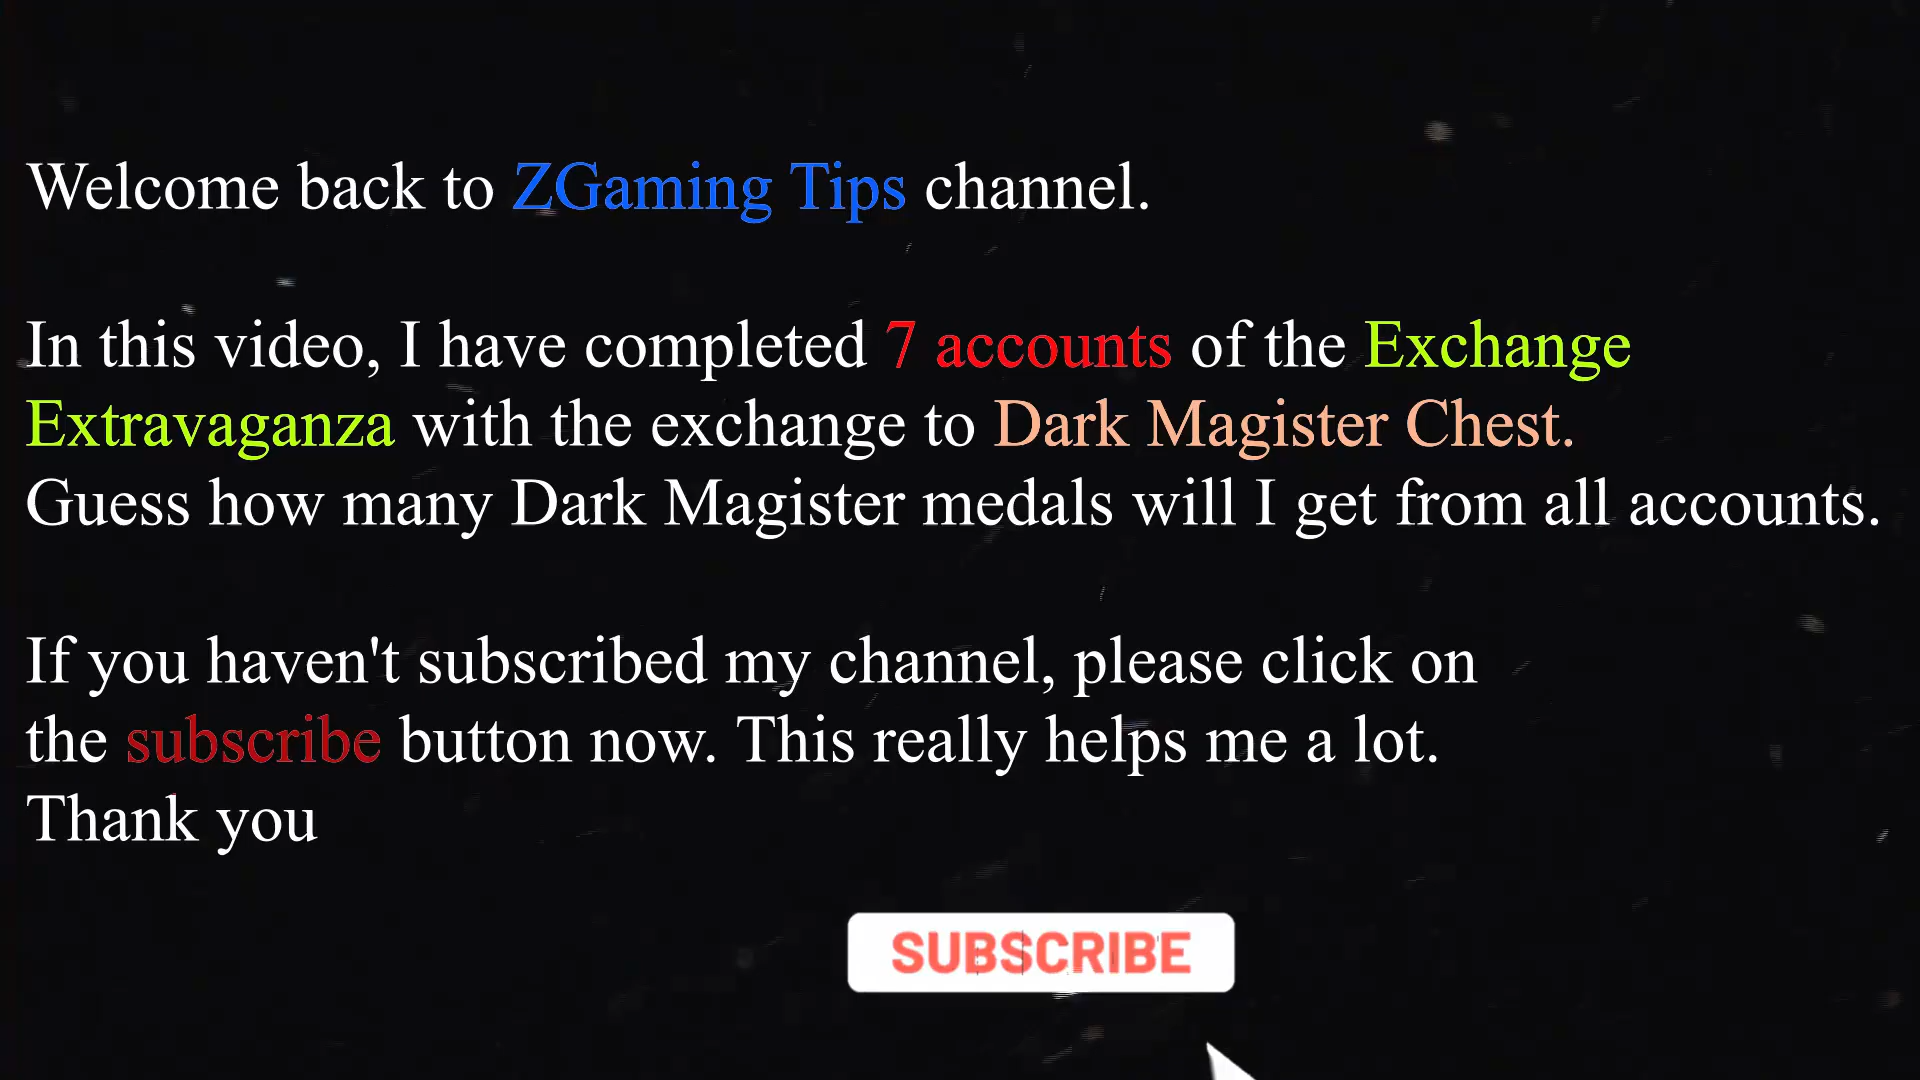 Welcome back to ZGaming Tips channel.
In this video, I have completed 7 accounts of the Exchange
Extravaganza with the exchange to Dark Magister Chest.
Guess how many Dark Magister medals will I get from all accounts.
If you haven't subscribed my channel, please click on
the subscribe button now. This really helps me a lot.
Thank you
SUBSCRIBE